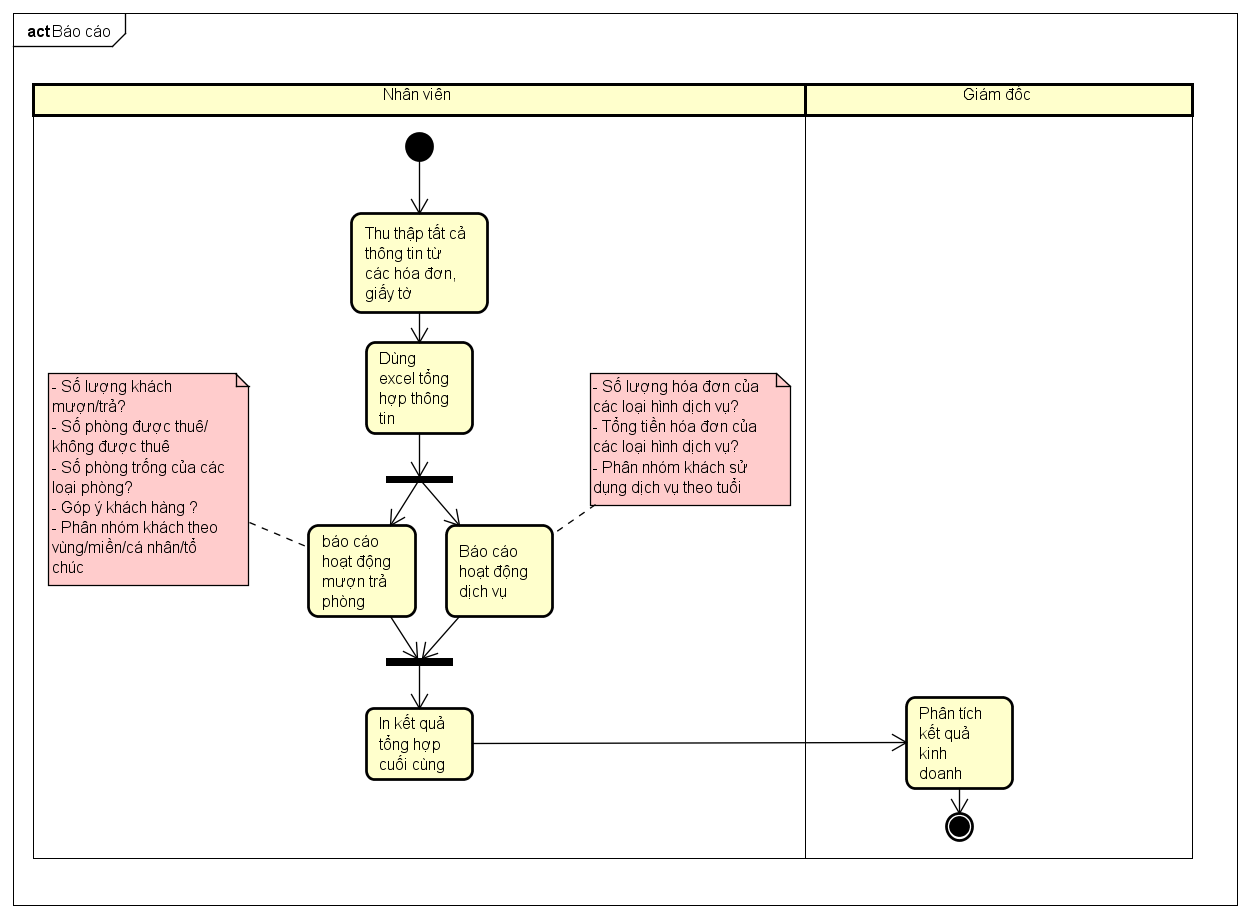 act Báo cáo
Nhân viên
Giám đốc
Thu thập tất cả
thông tin từ
các hóa đơn,
giấy tờ
Dùng
excel tổng
hợp thông
tin
- Số lượng khách
mượn/trả?
- Số phòng được thuê/
không được thuê
- Số phòng trống của các
loại phòng?
- Góp ý khách hàng ?
- Phân nhóm khách theo
vùng/miền/cá nhân/tổ
chúc
- Số lượng hóa đơn của
các loại hình dịch vụ?
- Tổng tiền hóa đơn của
các loại hình dịch vụ?
- Phân nhóm khách sử
dụng dịch vụ theo tuổi
báo cáo
hoạt động
mượn trả
phòng
Báo cáo
hoạt động
dịch vụ
In kết quả
tổng hợp
cuối cùng
Phân tích
kết quả
kinh
doanh